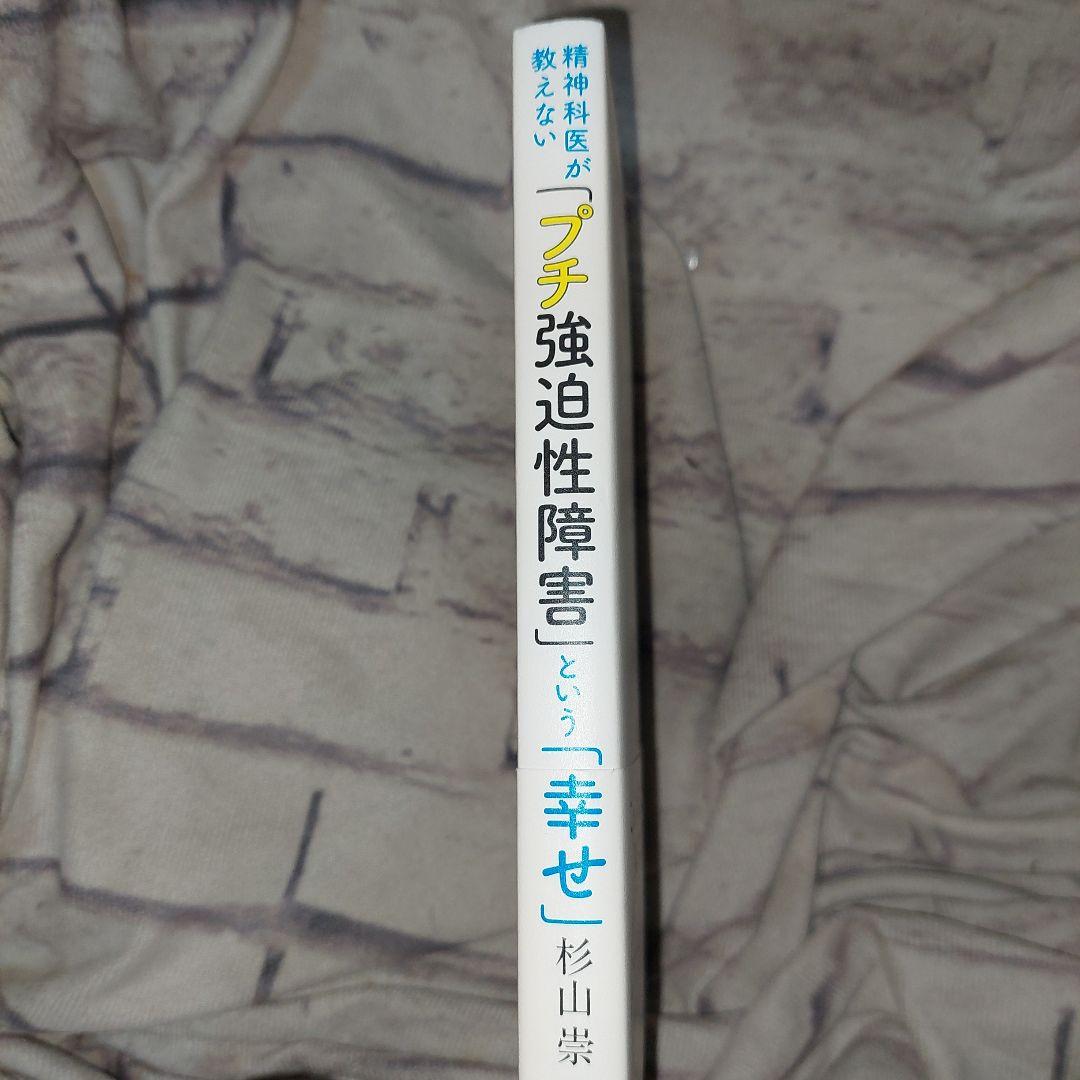 精神科医が
教えない
「プチ強迫性障害」という「幸せ」
杉山崇